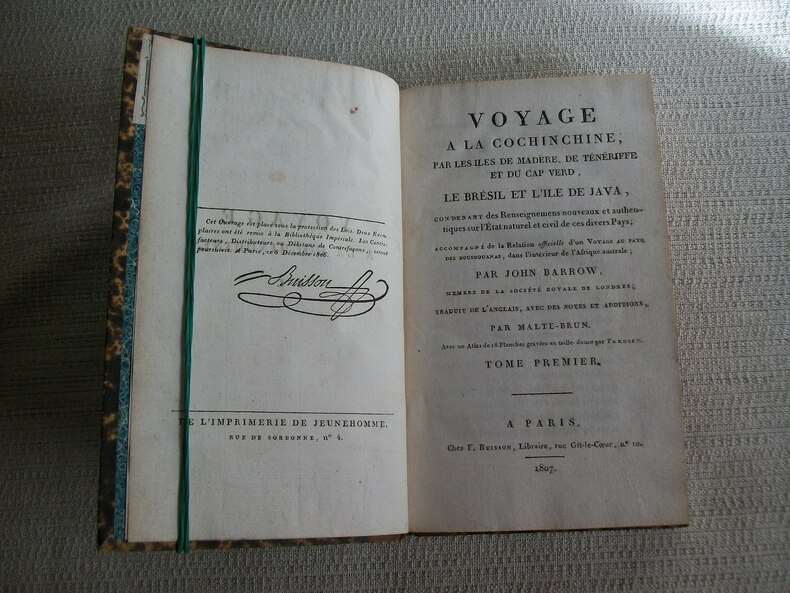 Cet Ouvrage est placé sous la protection des Lois. Deux Exem-
plaires ont été remis à la Bibliothèque Impériale. Les Contre-
facteurs, Distributeurs ou Débitans de Contrefaçons, seront
poursuivis. A Paris, ce 8 Décembre 1806.
Buisson
DE L'IMPRIMERIE DE JEUNEHOMME,
RUE DE SORBONNE, n° 4.
VOYAGE
A LA COCHINCHINE,
PAR LES ILES DE MADÈRE, DE TÉNÉRIFFE
ET DU CAP VERD,
LE BRÉSIL ET L'ILE DE JAVA,
CONTENANT des Renseignemens nouveaux et authen-
tiques sur l'État naturel et civil de ces divers Pays;
ACCOMPAGNÉ de la Relation officielle d'un Voyage au PAYS
DES BOUSHOUANAS, dans l'intérieur de l'Afrique australe;
PAR JOHN BARROW,
MEMBRE DE LA SOCIÉTÉ ROYALE DE LONDRES;
TRADUIT DE L'ANGLAIS, AVEC DES NOTES ET ADDITIONS,
PAR MALTE-BRUN.
Avec un Atlas de 18 Planches gravées en taille-douce par TARDIEU.
TOME PREMIER.
A PARIS,
Chez F. BUISSON, Libraire, rue Gît-le-Cœur, n° 10.
1807.